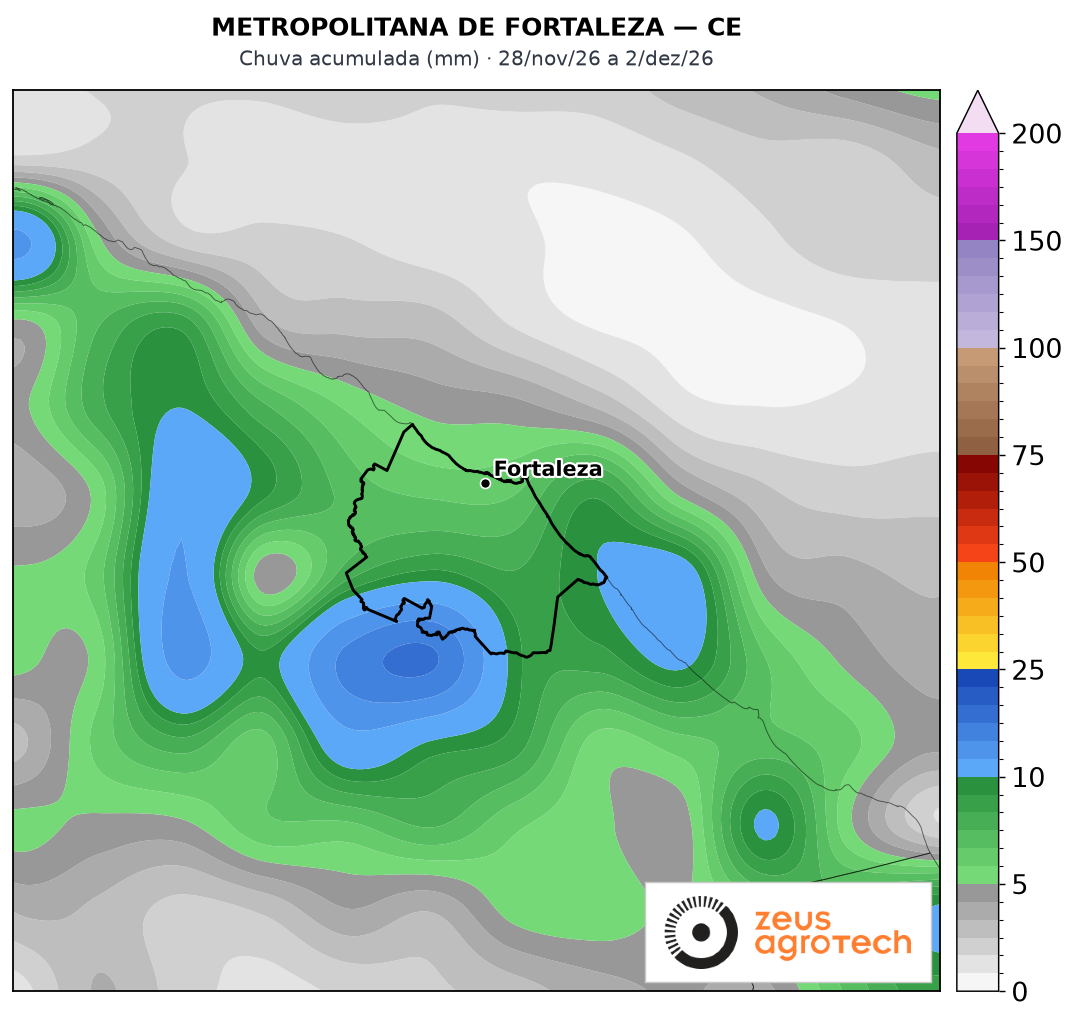 METROPOLITANA DE FORTALEZA — CE
Chuva acumulada (mm) · 28/nov/26 a 2/dez/26
Fortaleza
200
150
100
75
50
25
10
5
0
zeus
agrotech